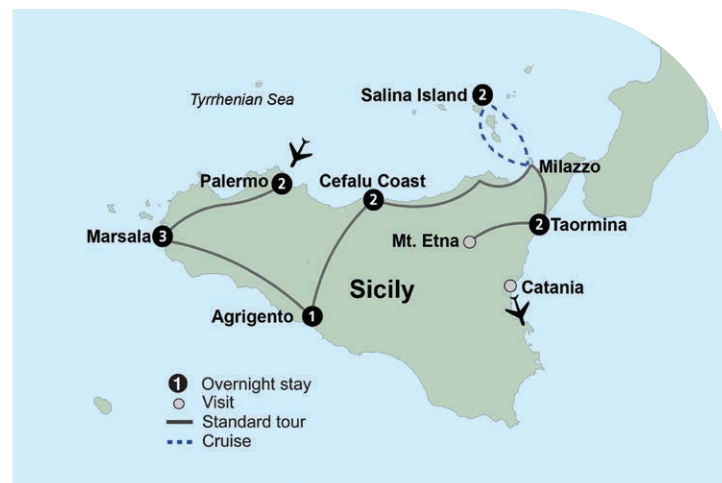 Tyrrhenian Sea
Salina Island 2
Milazzo
Palermo 2
Cefalu Coast
2
Marsala 3
2 Taormina
Mt. Etna
Sicily
Catania
Agrigento 1
1 Overnight stay
Visit
Standard tour
Cruise